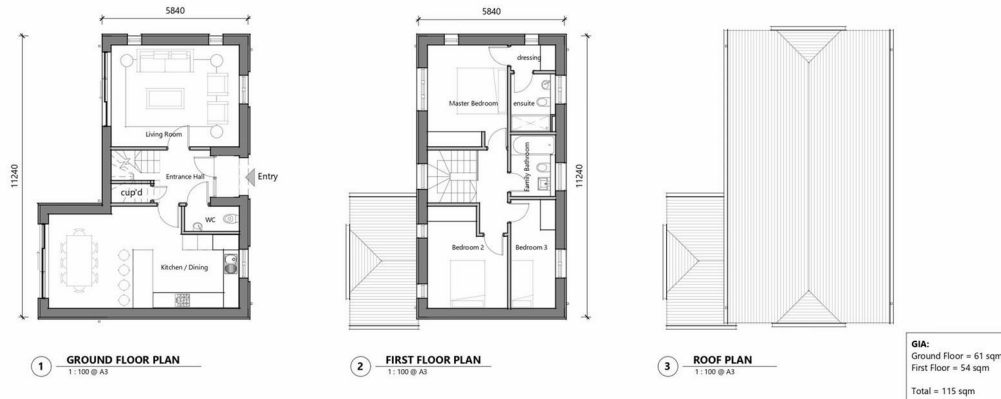 5840
11240
Living Room
Entrance Hall
Entry
cup'd
WC
Kitchen / Dining
1
GROUND FLOOR PLAN
1 : 100 @ A3
5840
11240
dressing
Master Bedroom
ensuite
Family Bathroom
Bedroom 2
Bedroom 3
2
FIRST FLOOR PLAN
1 : 100 @ A3
3
ROOF PLAN
1 : 100 @ A3
GIA:
Ground Floor = 61 sqm
First Floor = 54 sqm
Total = 115 sqm